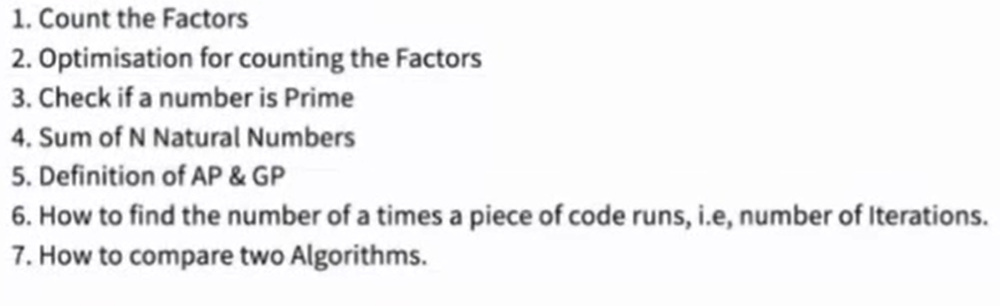 1. Count the Factors
2. Optimisation for counting the Factors
3. Check if a number is Prime
4. Sum of N Natural Numbers
5. Definition of AP & GP
6. How to find the number of a times a piece of code runs, i.e, number of Iterations.
7. How to compare two Algorithms.